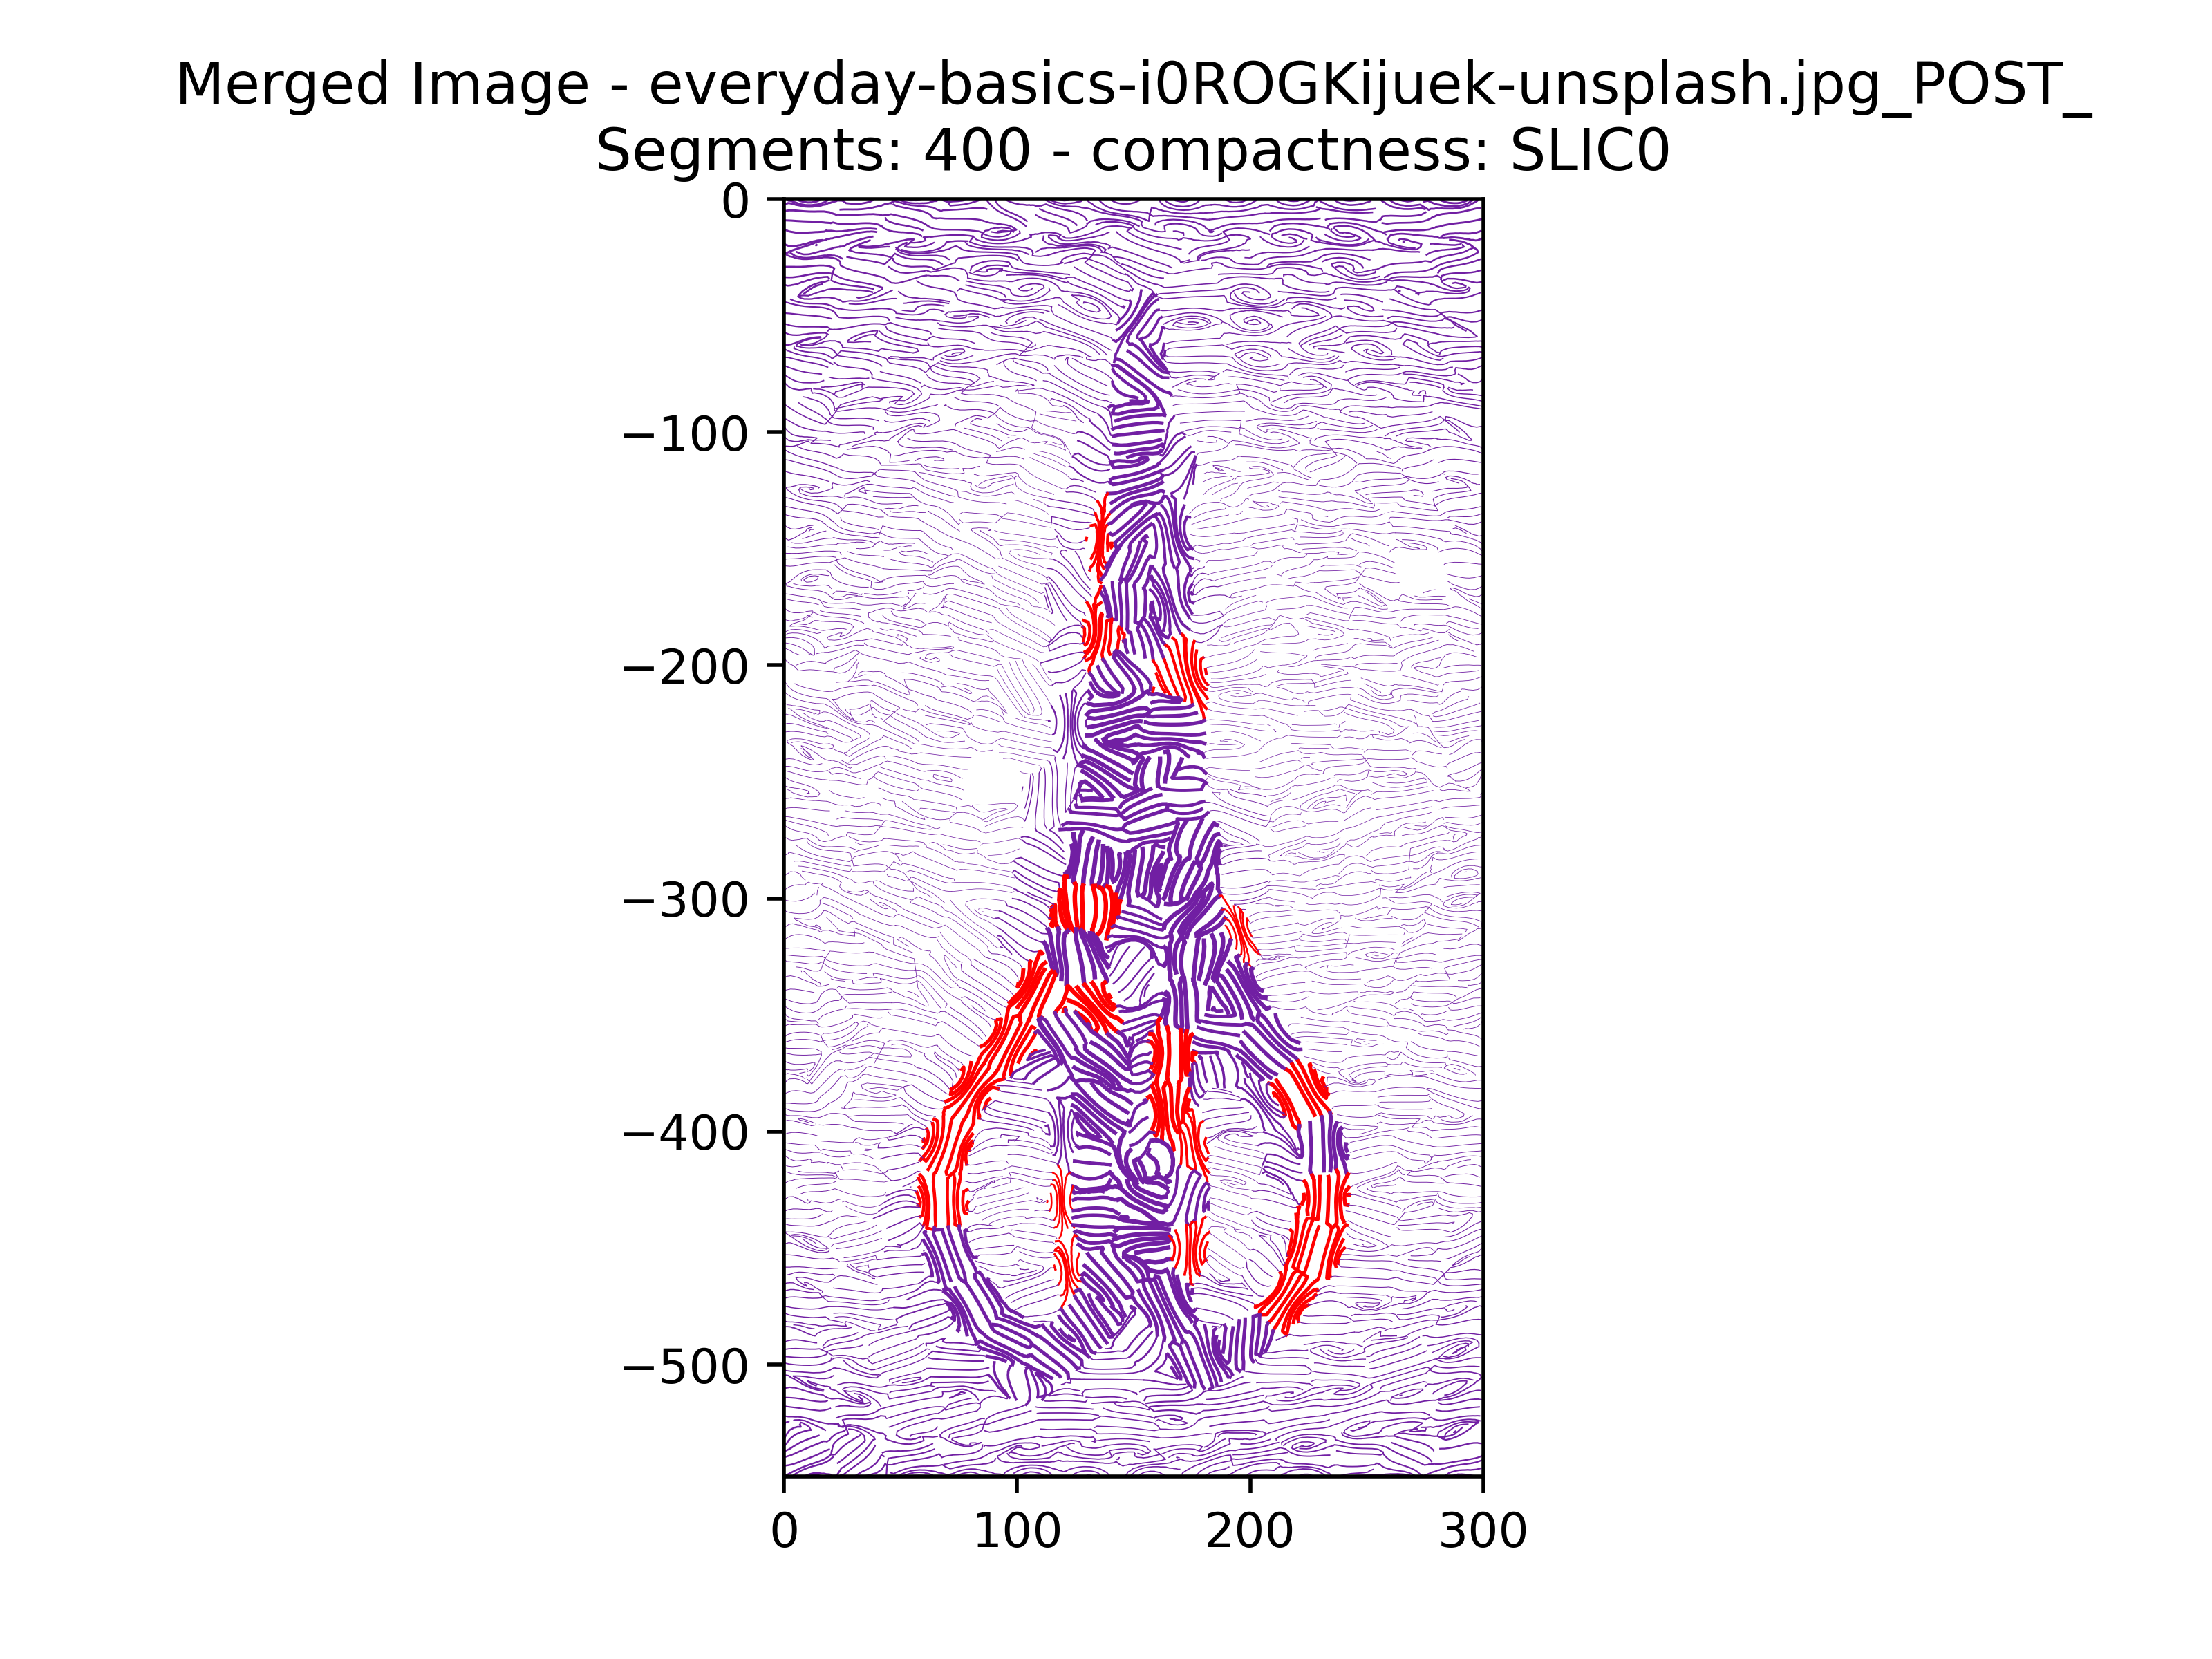 Merged Image - everyday-basics-i0ROGKijuek-unsplash.jpg_POST_
Segments: 400 - compactness: SLIC0
0
−100
−200
−300
−400
−500
0 100 200 300